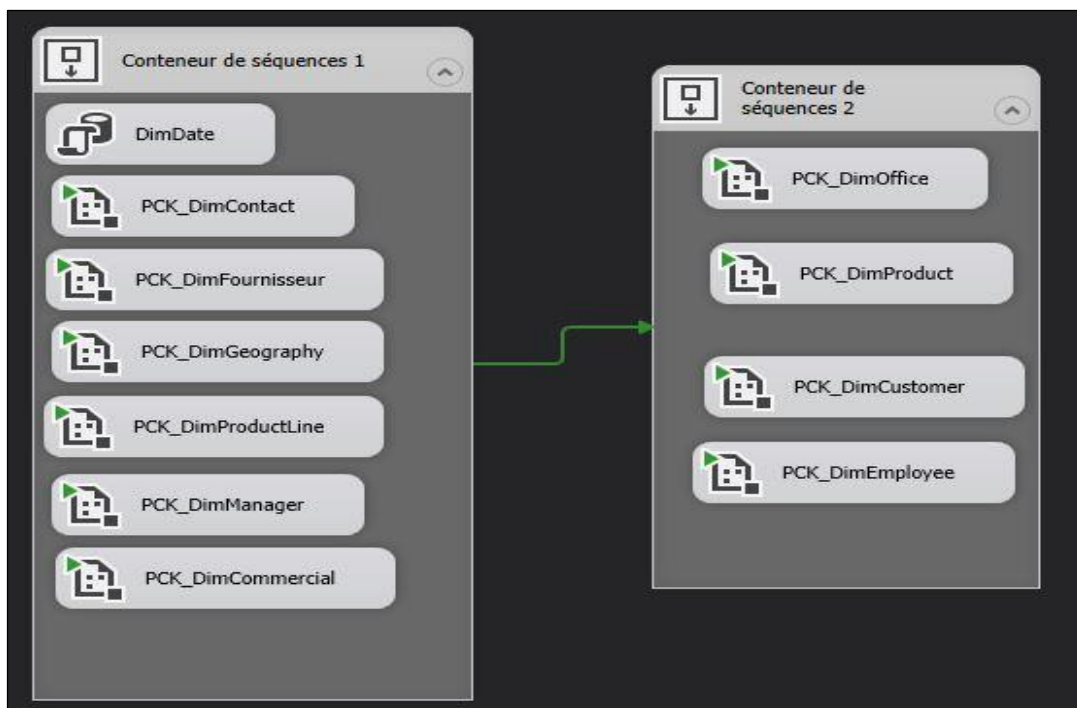 Conteneur de séquences 1
DimDate
PCK_DimContact
PCK_DimFournisseur
PCK_DimGeography
PCK_DimProductLine
PCK_DimManager
PCK_DimCommercial
Conteneur de
séquences 2
PCK_DimOffice
PCK_DimProduct
PCK_DimCustomer
PCK_DimEmployee